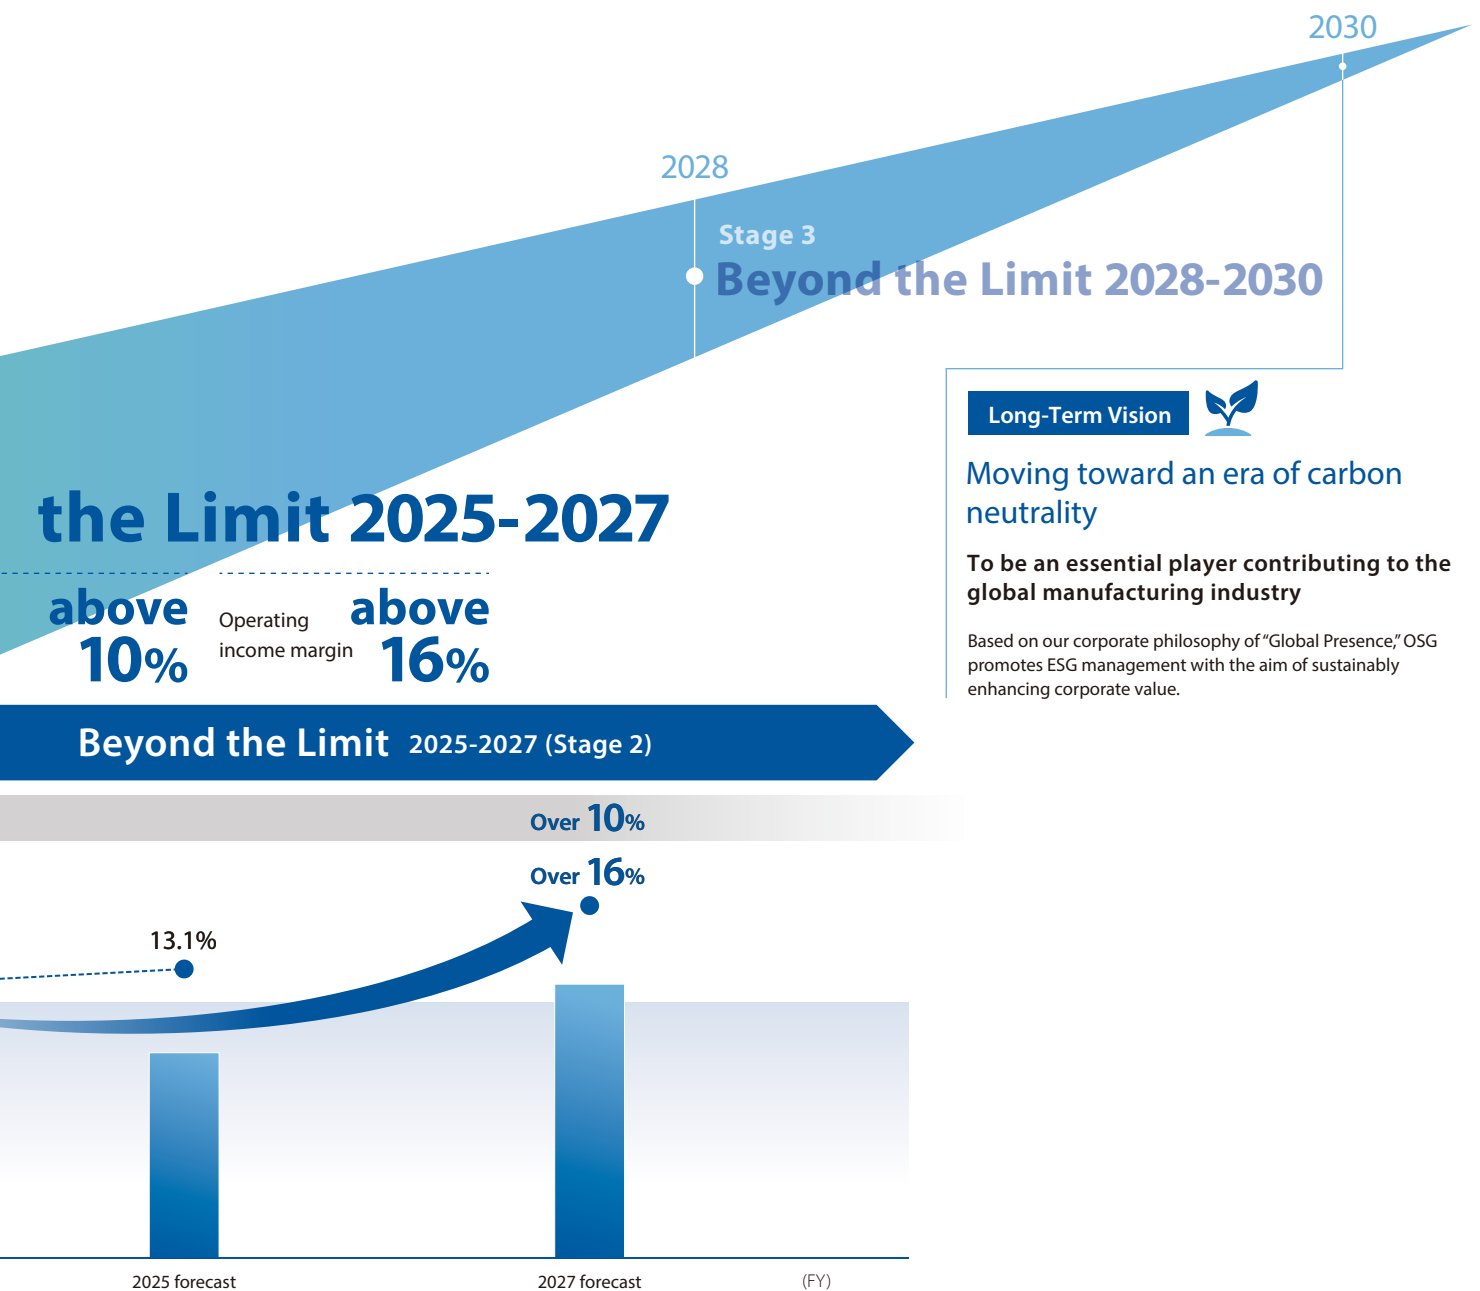 2030
2028
Stage 3
Beyond the Limit 2028-2030
Long-Term Vision
Moving toward an era of carbon
neutrality
To be an essential player contributing to the
global manufacturing industry
Based on our corporate philosophy of “Global Presence,” OSG
promotes ESG management with the aim of sustainably
enhancing corporate value.
the Limit 2025-2027
above
10%
Operating
income margin
above
16%
Beyond the Limit 2025-2027 (Stage 2)
Over 10%
Over 16%
13.1%
2025 forecast
2027 forecast
(FY)